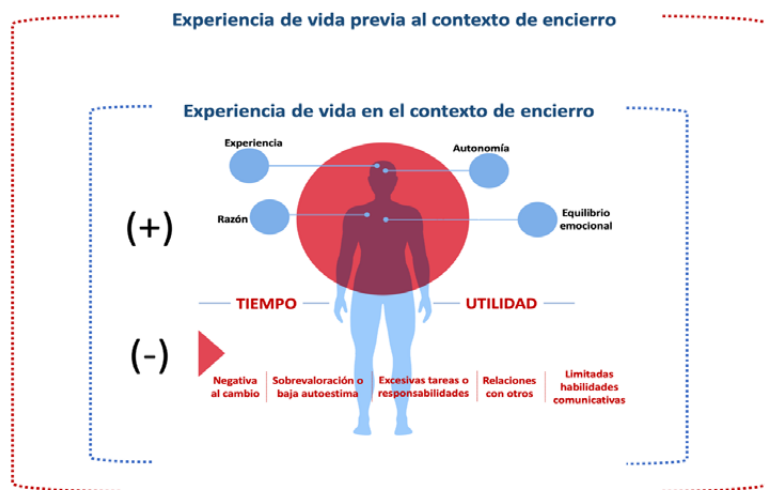 Experiencia de vida previa al contexto de encierro
Experiencia de vida en el contexto de encierro
Experiencia
Autonomía
Razón
Equilibrio
emocional
(+)
TIEMPO
UTILIDAD
(-)
Negativa
al cambio
Sobrevaloración o
baja autoestima
Excesivas tareas o
responsabilidades
Relaciones
con otros
Limitadas
habilidades
comunicativas